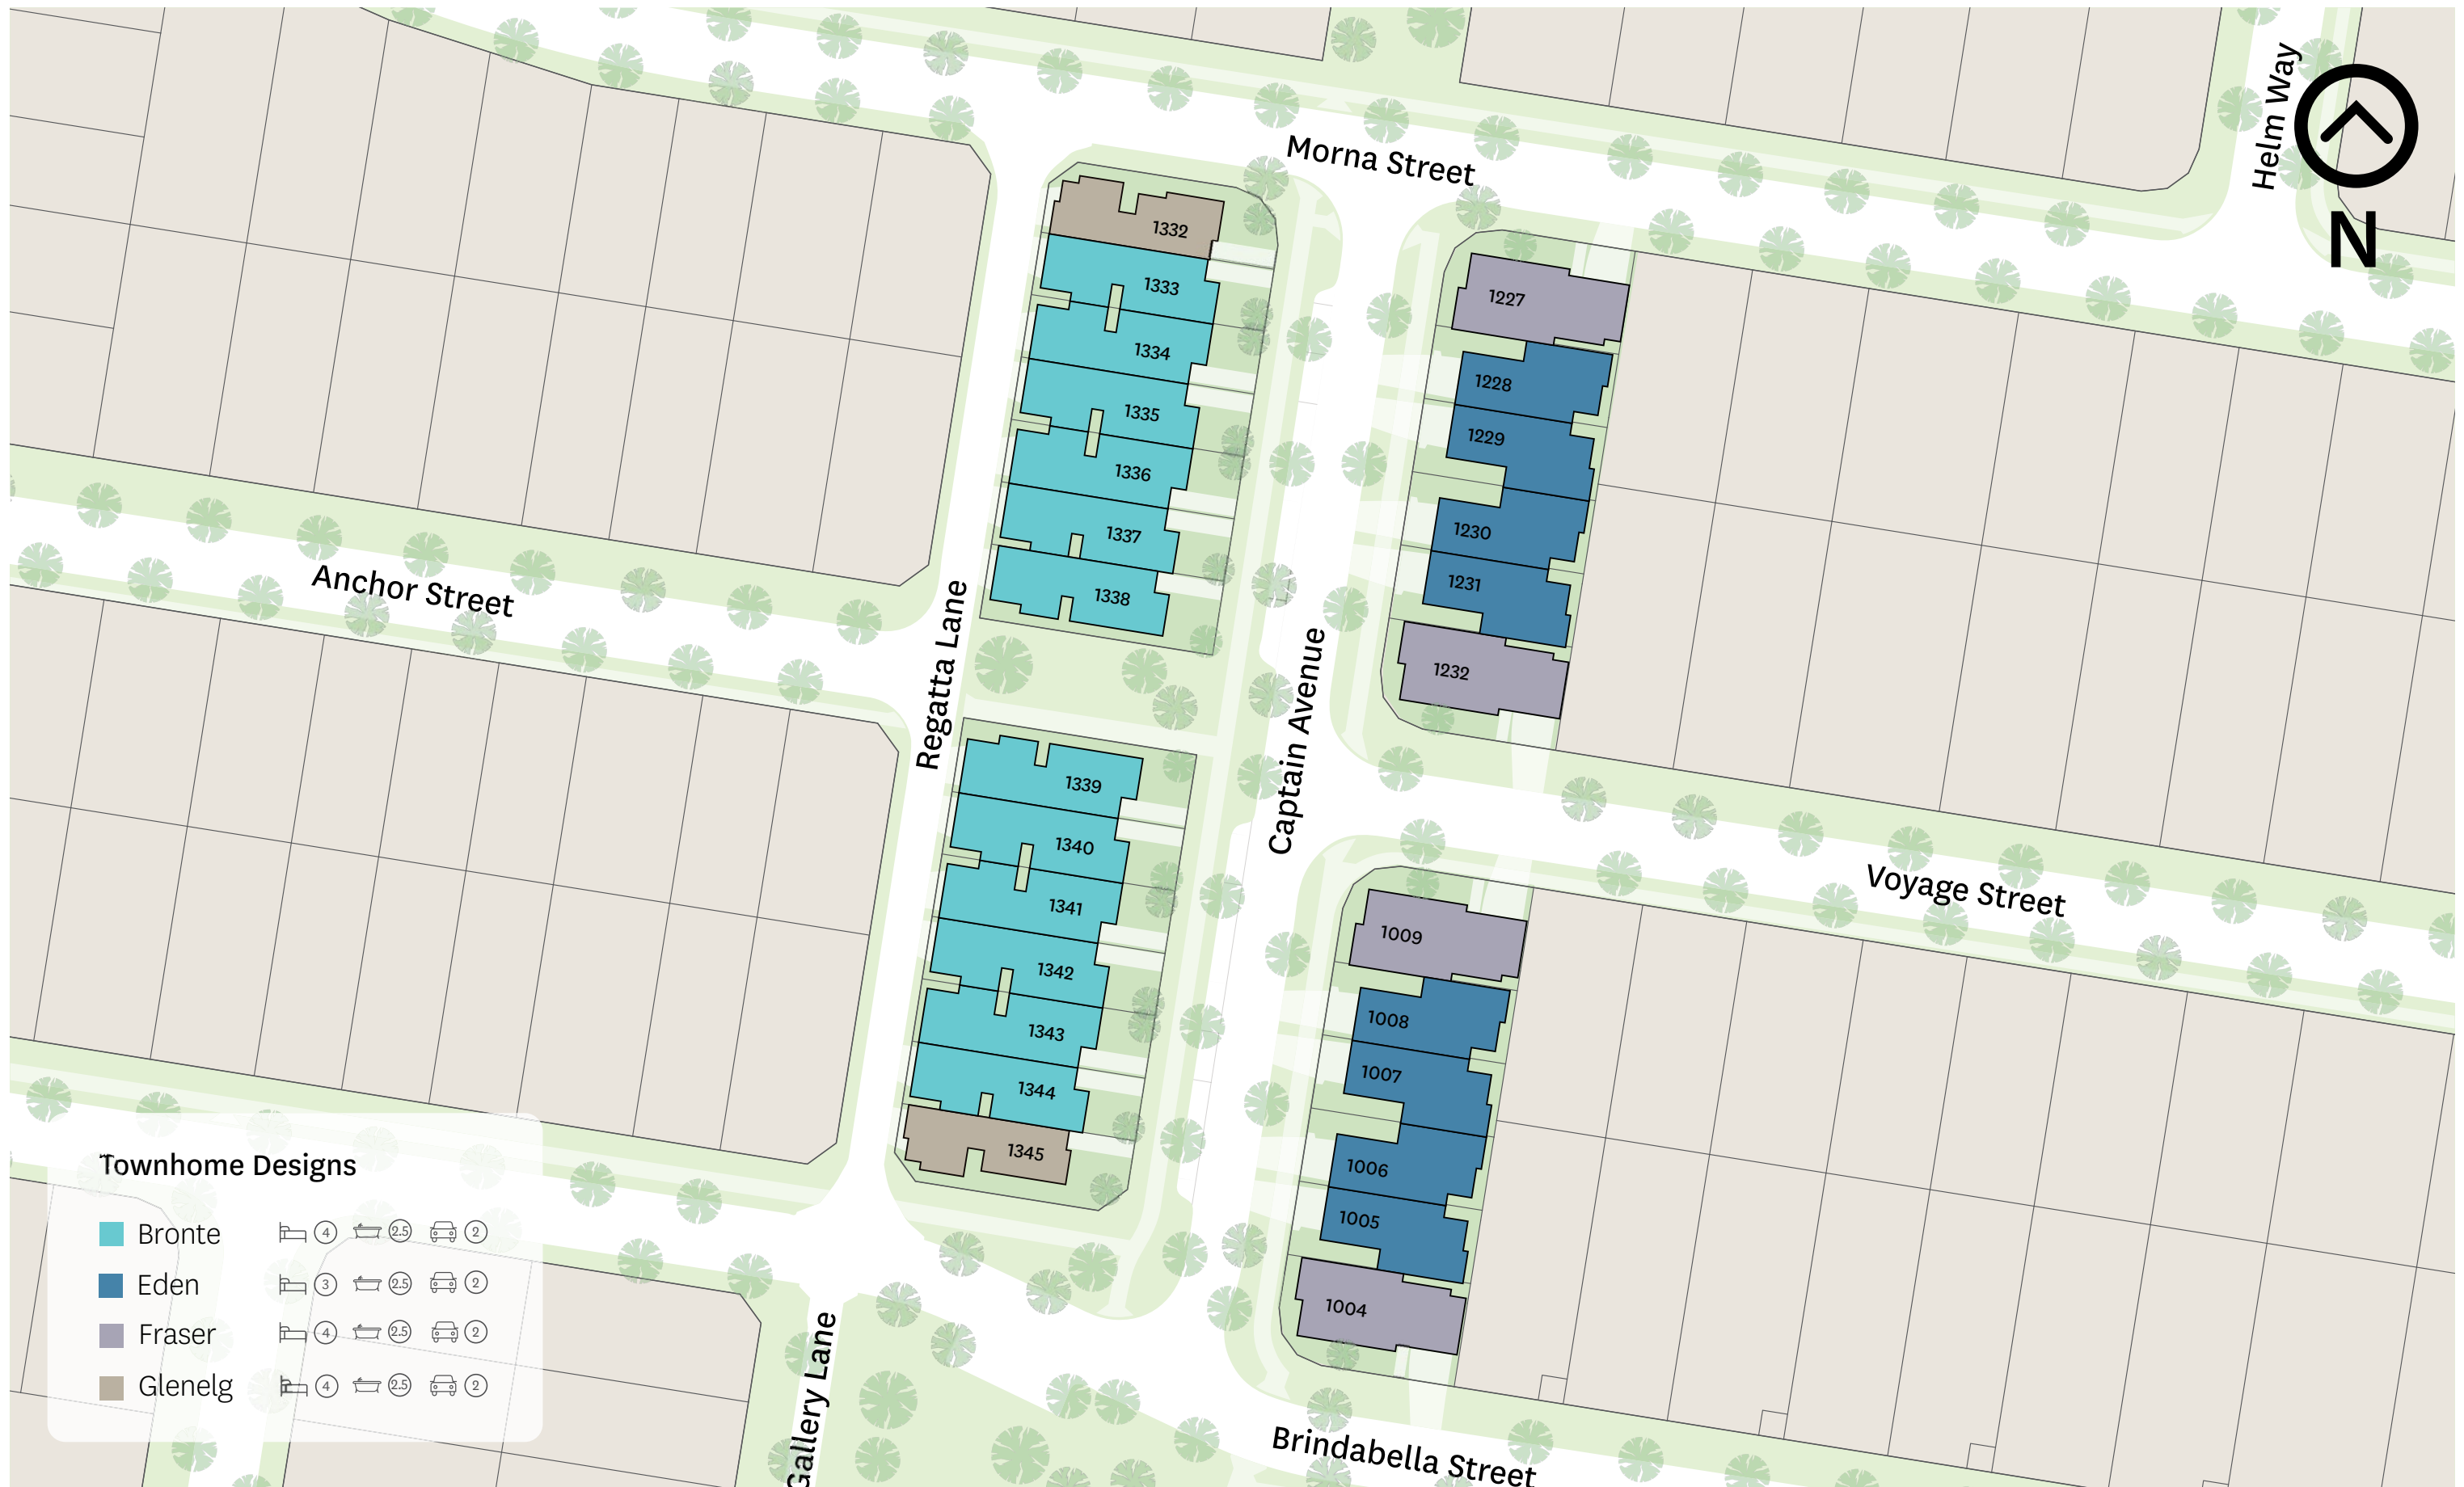 Helm Way
Morna Street
N
1332
1333
1334
1335
1336
1337
1338
1227
1228
1229
1230
1231
1232
Anchor Street
Regatta Lane
Captain Avenue
1339
1340
1341
1342
1343
1344
1345
Voyage Street
1009
1008
1007
1006
1005
1004
Townhome Designs
Bronte 4 2.5 2
Eden 3 2.5 2
Fraser 4 2.5 2
Glenelg 4 2.5 2
Gallery Lane
Brindabella Street